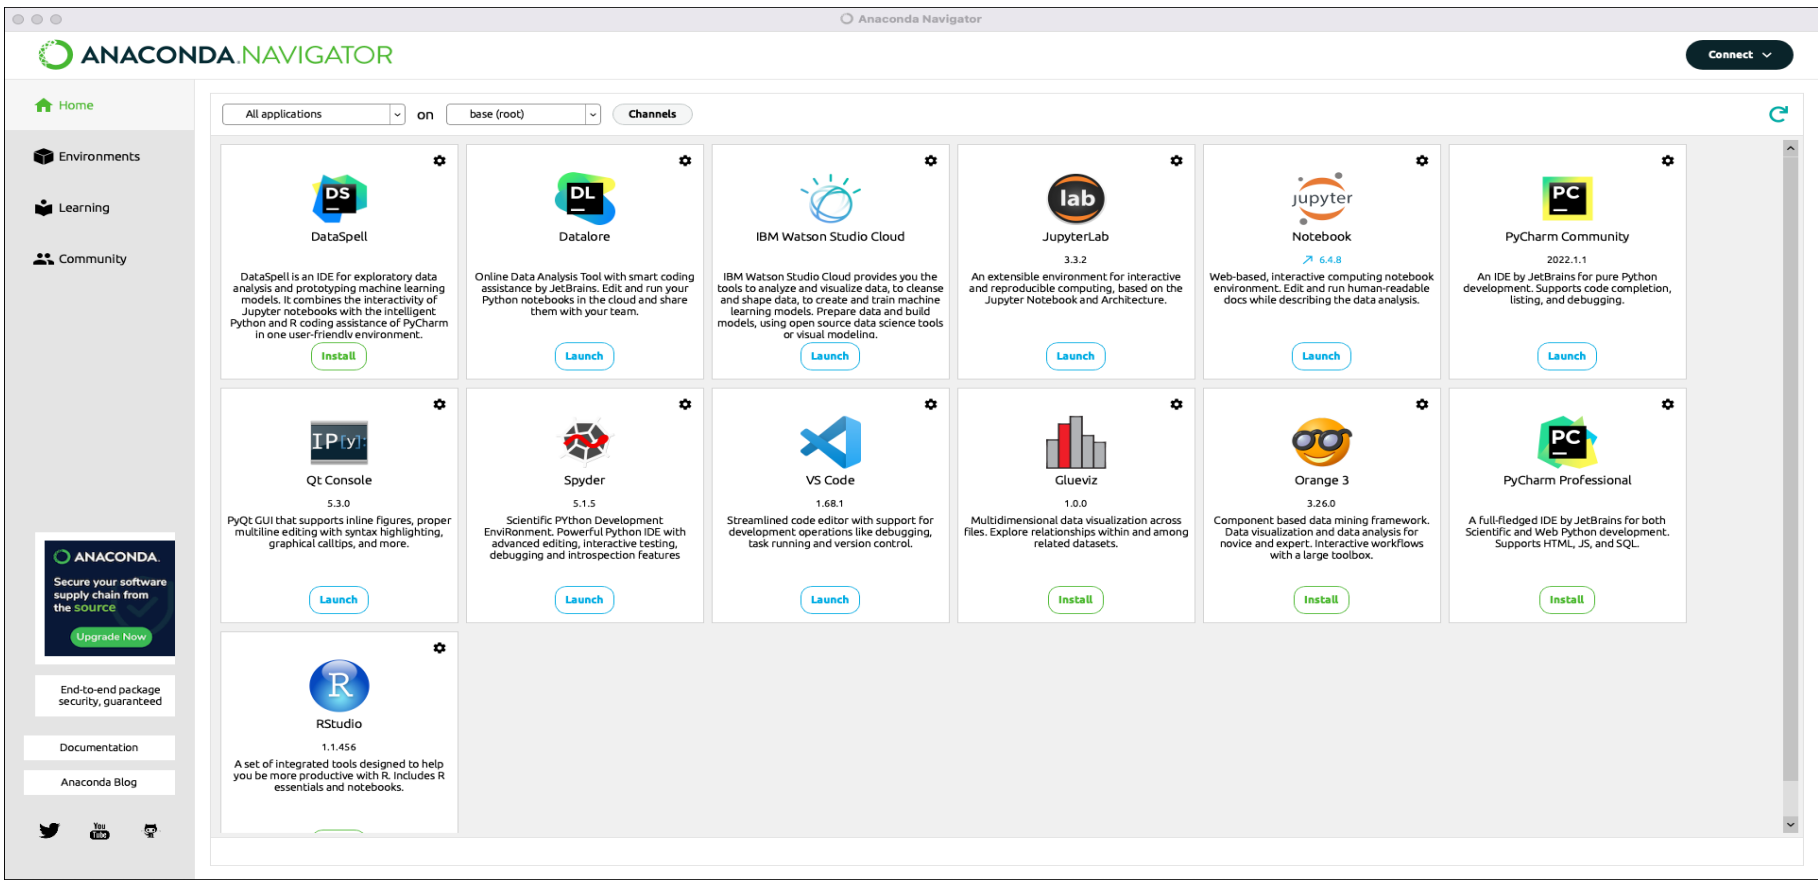 Anaconda Navigator
ANACONDA.NAVIGATOR
Connect
Home
Environments
Learning
Community
All applications
on
base (root)
Channels
DS
DataSpell
DataSpell is an IDE for exploratory data
analysis and prototyping machine learning
models. It combines the interactivity of
Jupyter notebooks with the intelligent
Python and R coding assistance of PyCharm
in one user-friendly environment.
Install
DL
Datalore
Online Data Analysis Tool with smart coding
assistance by JetBrains. Edit and run your
Python notebooks in the cloud and share
them with your team.
Launch
IBM Watson Studio Cloud
IBM Watson Studio Cloud provides you the
tools to analyze and visualize data, to cleanse
and shape data, to create and train machine
learning models. Prepare data and build
models, using open source data science tools
or visual modeling.
Launch
lab
JupyterLab
3.3.2
An extensible environment for interactive
and reproducible computing, based on the
Jupyter Notebook and Architecture.
Launch
jupyter
Notebook
6.4.8
Web-based, interactive computing notebook
environment. Edit and run human-readable
docs while describing the data analysis.
Launch
PC
PyCharm Community
2022.1.1
An IDE by JetBrains for pure Python
development. Supports code completion,
listing, and debugging.
Launch
IP[y]:
Qt Console
5.3.0
PyQt GUI that supports inline figures, proper
multiline editing with syntax highlighting,
graphical calltips, and more.
Launch
Spyder
5.1.5
Scientific PYthon Development
EnviRonment. Powerful Python IDE with
advanced editing, interactive testing,
debugging and introspection features
Launch
VS Code
1.68.1
Streamlined code editor with support for
development operations like debugging,
task running and version control.
Launch
Glueviz
1.0.0
Multidimensional data visualization across
files. Explore relationships within and among
related datasets.
Install
Orange 3
3.26.0
Component based data mining framework.
Data visualization and data analysis for
novice and expert. Interactive workflows
with a large toolbox.
Install
PC
PyCharm Professional
A full-fledged IDE by JetBrains for both
Scientific and Web Python development.
Supports HTML, JS, and SQL.
Install
R
RStudio
1.1.456
A set of integrated tools designed to help
you be more productive with R. Includes R
essentials and notebooks.
ANACONDA.
Secure your software
supply chain from
the source
Upgrade Now
End-to-end package
security, guaranteed
Documentation
Anaconda Blog
You
Tube